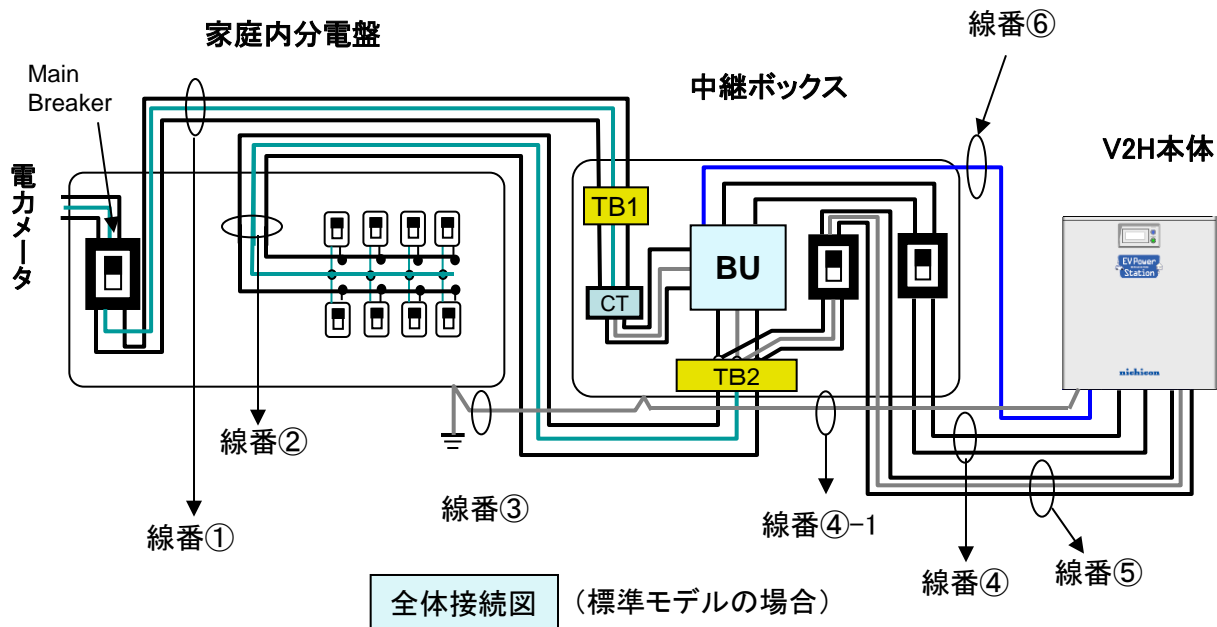 家庭内分電盤
線番⑥
Main
Breaker
中継ボックス
V2H本体
電力メータ
TB1
BU
CT
TB2
EVPower
Station
nichicon
線番②
線番③
線番①
線番④-1
線番④
線番⑤
全体接続図 (標準モデルの場合)